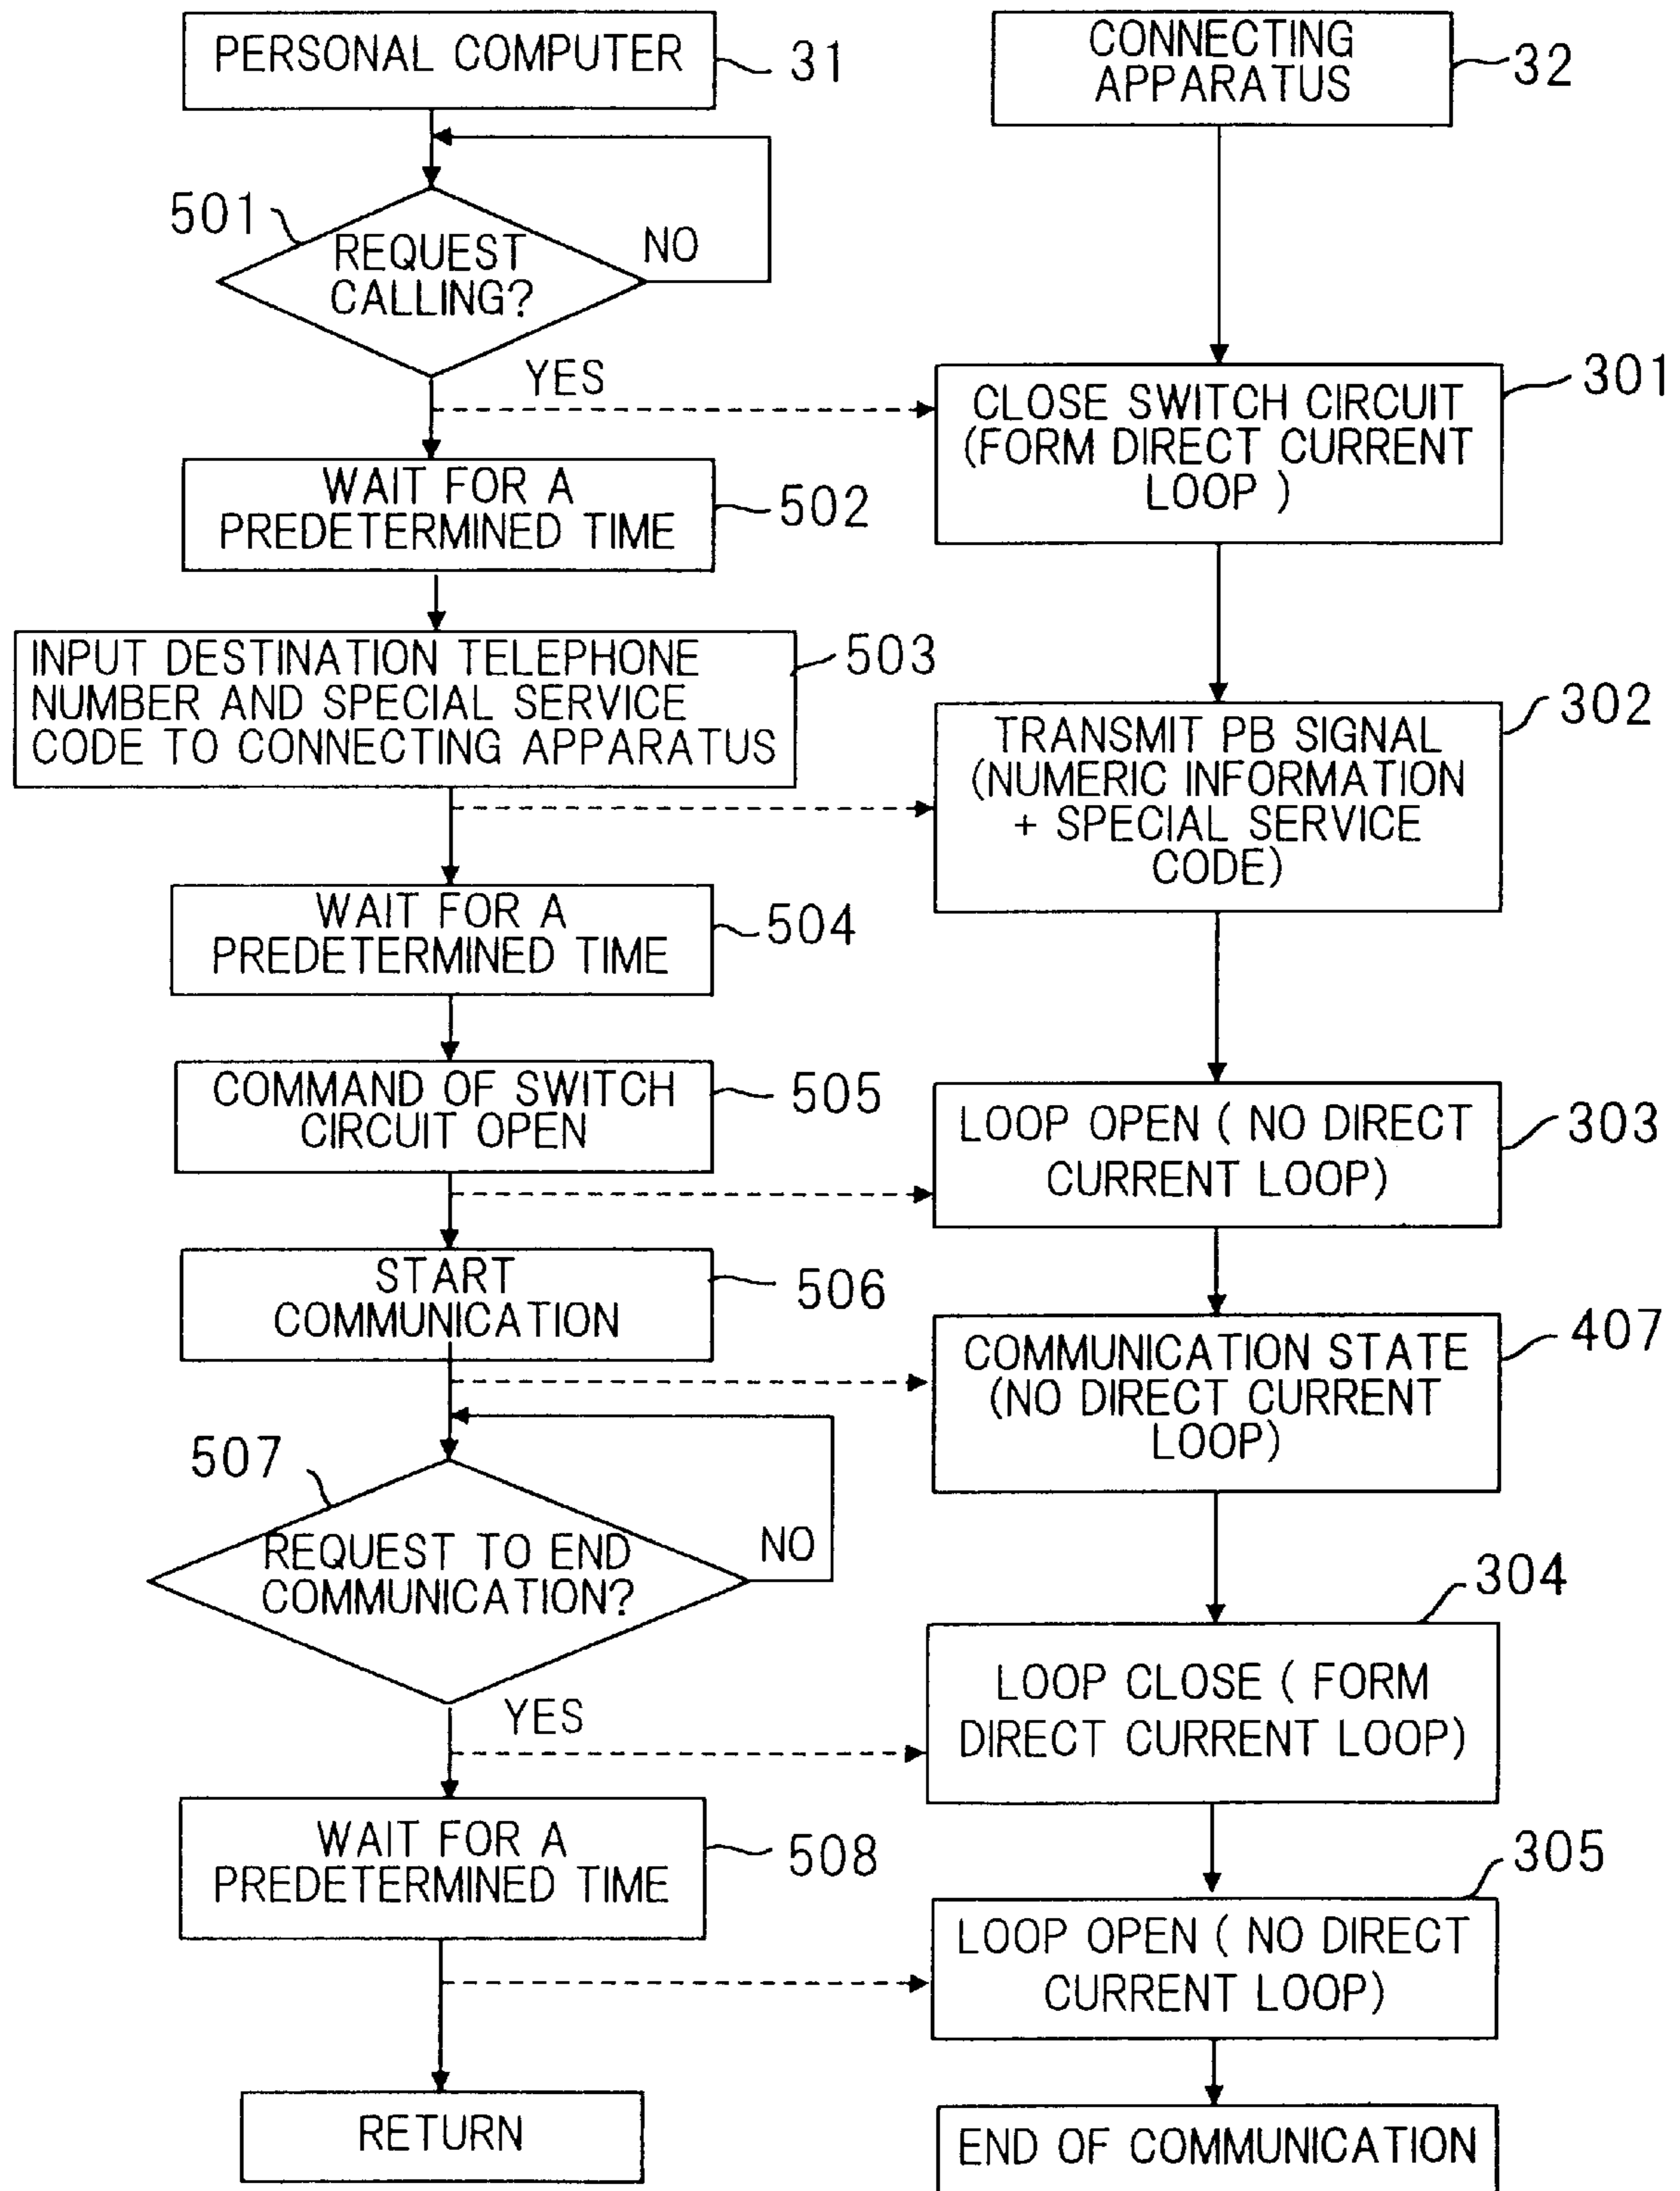 PERSONAL COMPUTER
31
501
REQUEST
CALLING?
NO
YES
WAIT FOR A
PREDETERMINED TIME
502
INPUT DESTINATION TELEPHONE
NUMBER AND SPECIAL SERVICE
CODE TO CONNECTING APPARATUS
503
WAIT FOR A
PREDETERMINED TIME
504
COMMAND OF SWITCH
CIRCUIT OPEN
505
START
COMMUNICATION
506
507
REQUEST TO END
COMMUNICATION?
NO
YES
WAIT FOR A
PREDETERMINED TIME
508
RETURN
CONNECTING
APPARATUS
32
301
CLOSE SWITCH CIRCUIT
(FORM DIRECT CURRENT
LOOP )
302
TRANSMIT PB SIGNAL
(NUMERIC INFORMATION
+ SPECIAL SERVICE
CODE)
LOOP OPEN ( NO DIRECT
CURRENT LOOP)
303
407
COMMUNICATION STATE
(NO DIRECT CURRENT
LOOP)
304
LOOP CLOSE ( FORM
DIRECT CURRENT LOOP)
305
LOOP OPEN ( NO DIRECT
CURRENT LOOP)
END OF COMMUNICATION